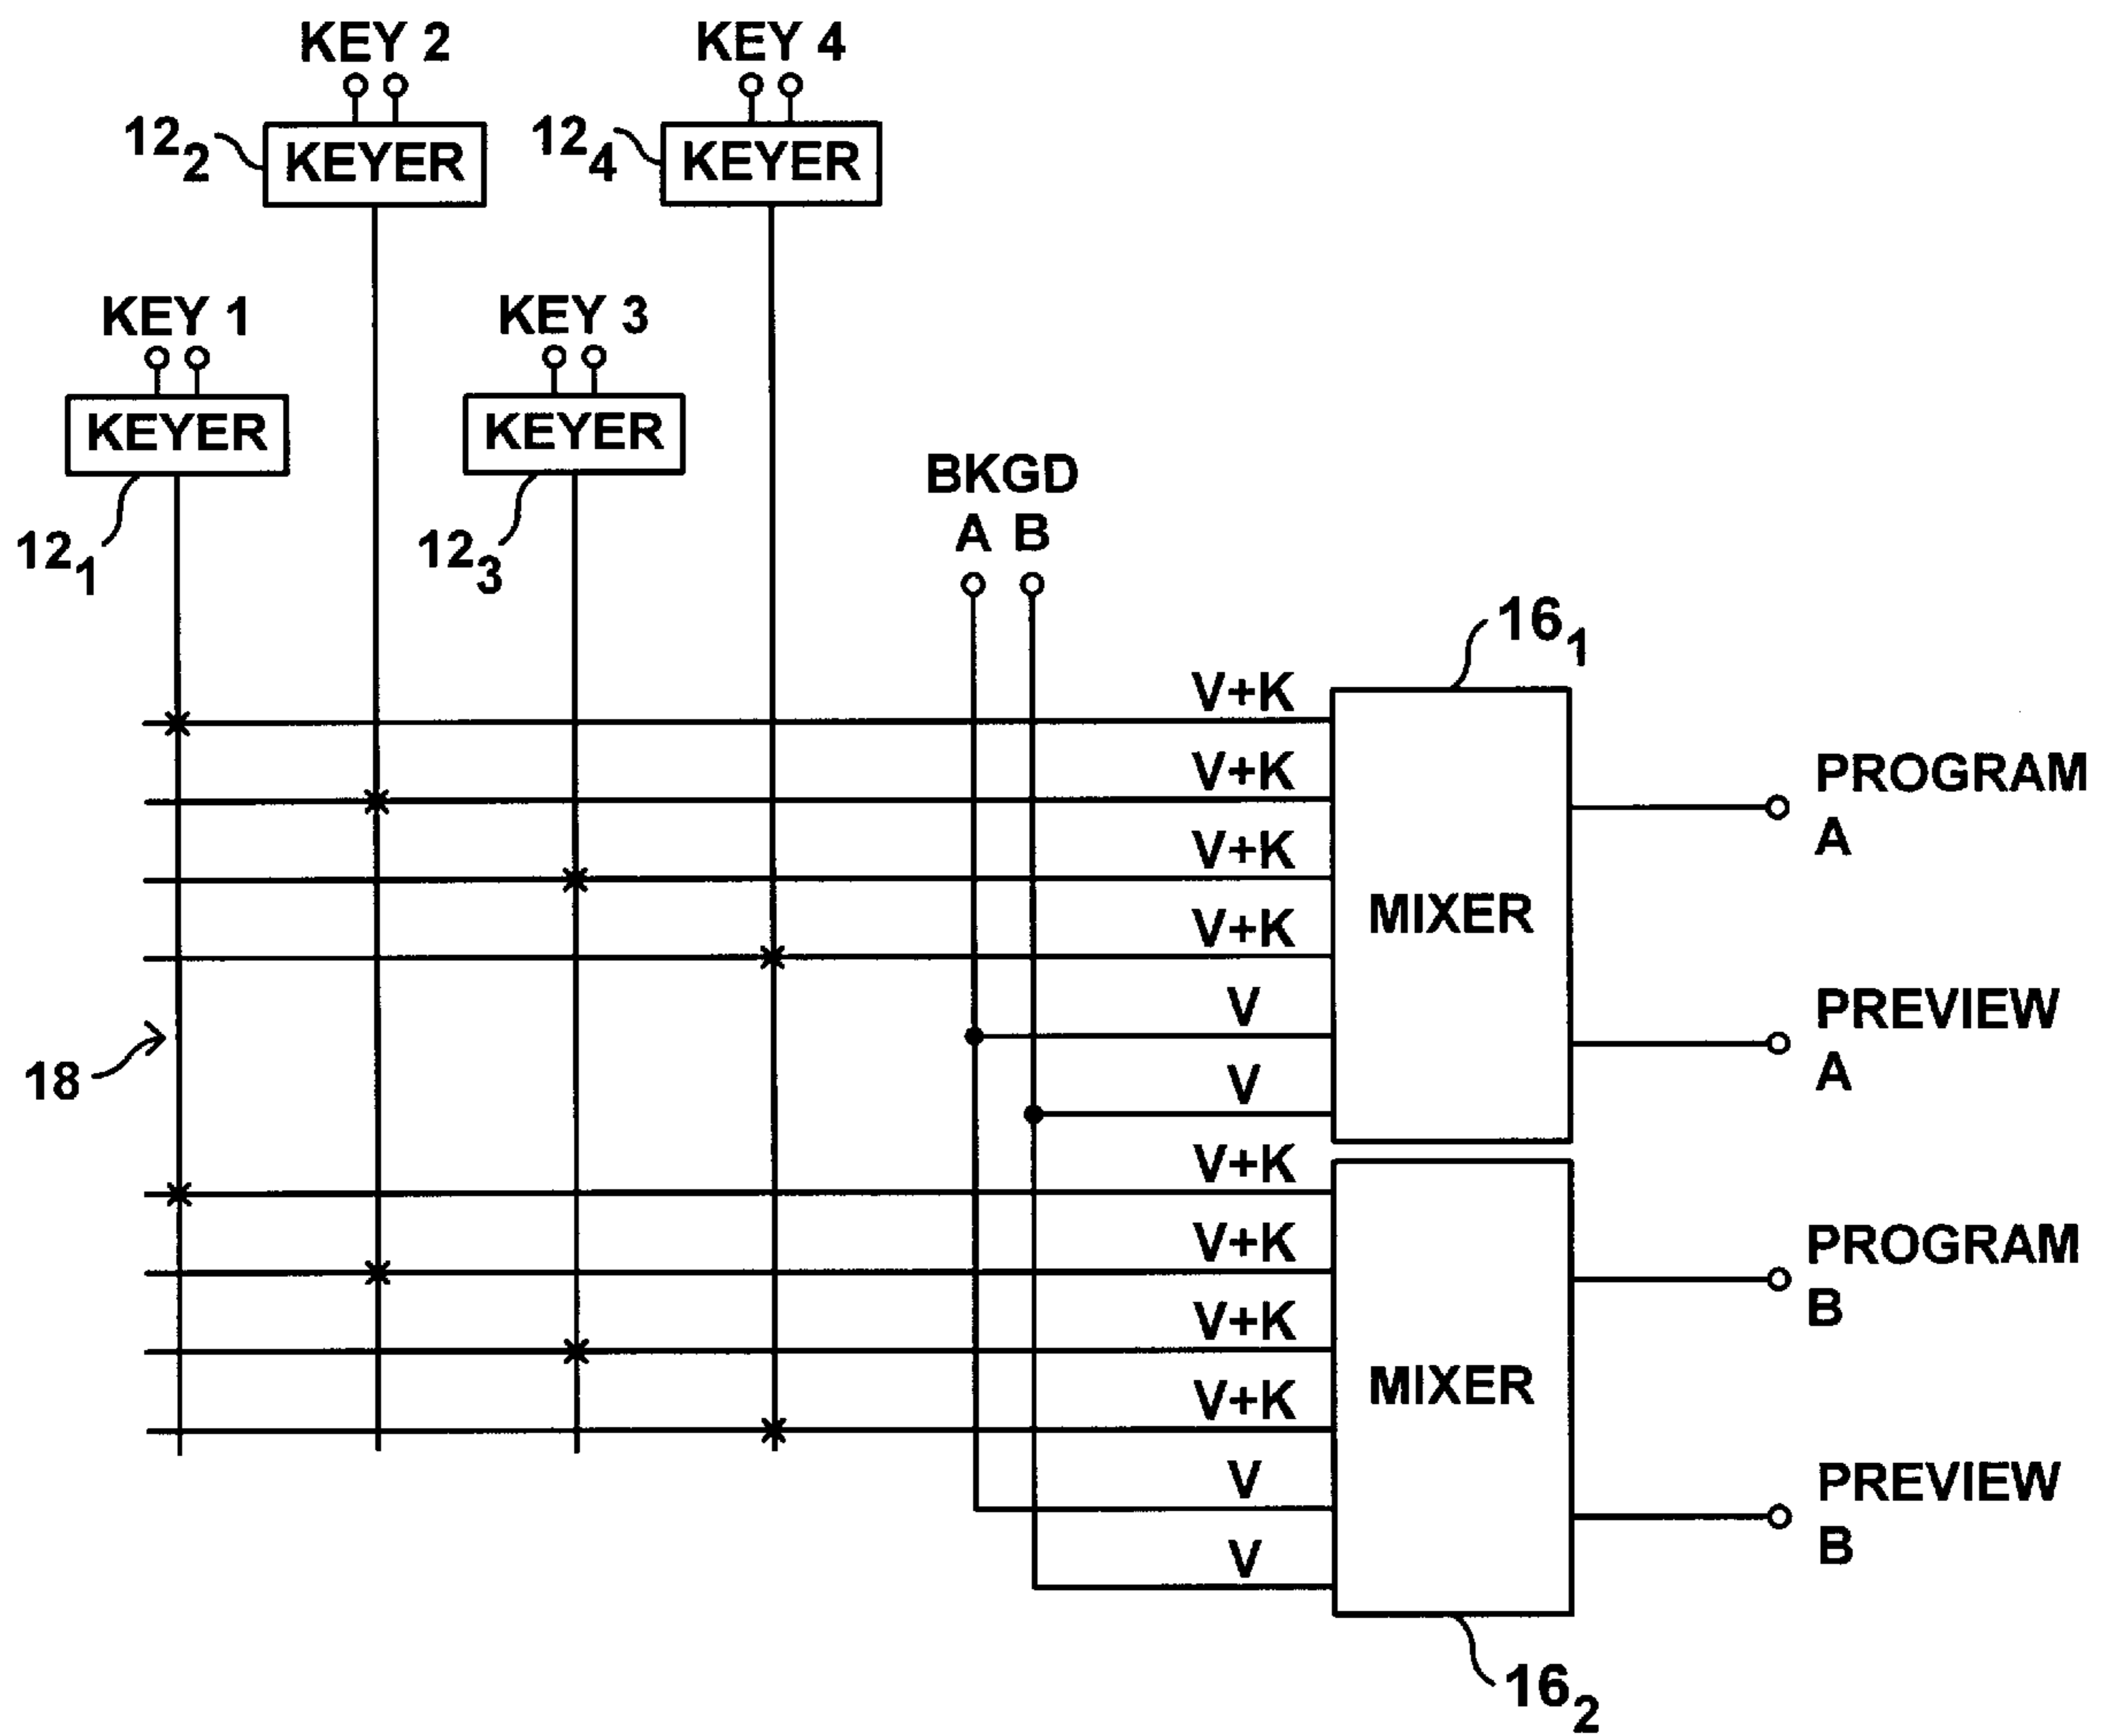 KEY 2
KEY 4
12₂
KEYER
12₄
KEYER
KEY 1
KEY 3
KEYER
KEYER
12₁
12₃
BKGD
A B
16₁
V+K
V+K
V+K
V+K
V
V
MIXER
PROGRAM
A
PREVIEW
A
18
V+K
V+K
V+K
V+K
V
V
MIXER
PROGRAM
B
PREVIEW
B
16₂